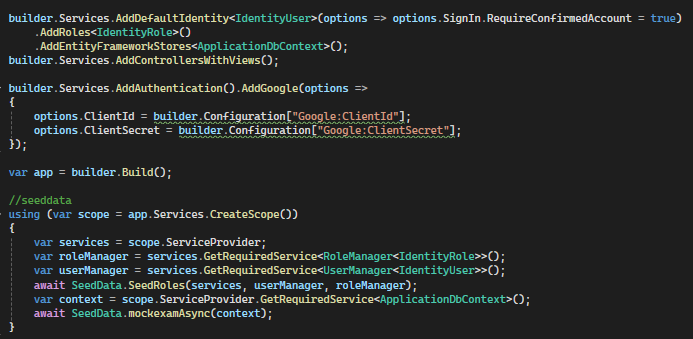 builder.Services.AddDefaultIdentity<IdentityUser>(options => options.SignIn.RequireConfirmedAccount = true)
    .AddRoles<IdentityRole>()
    .AddEntityFrameworkStores<ApplicationDbContext>();
builder.Services.AddControllersWithViews();

builder.Services.AddAuthentication().AddGoogle(options =>
{
    options.ClientId = builder.Configuration["Google:ClientId"];
    options.ClientSecret = builder.Configuration["Google:ClientSecret"];
});

var app = builder.Build();

//seeddata
using (var scope = app.Services.CreateScope())
{
    var services = scope.ServiceProvider;
    var roleManager = services.GetRequiredService<RoleManager<IdentityRole>>();
    var userManager = services.GetRequiredService<UserManager<IdentityUser>>();
    await SeedData.SeedRoles(services, userManager, roleManager);
    var context = scope.ServiceProvider.GetRequiredService<ApplicationDbContext>();
    await SeedData.mockexamAsync(context);
}